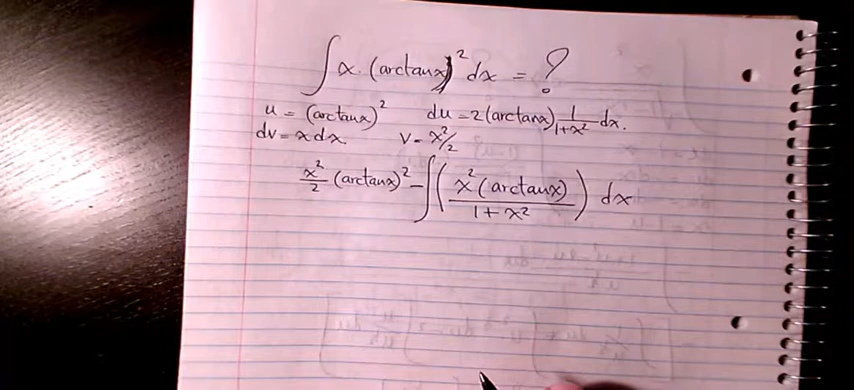 ∫ x. (arctanx)² dx = ?
u = (arctanx)² du = 2(arctanx) 1/(1+x²) dx.
dv = x dx. v = x²/2
x²/2 (arctanx)² - ∫ (x²(arctanx)/(1+x²)) dx